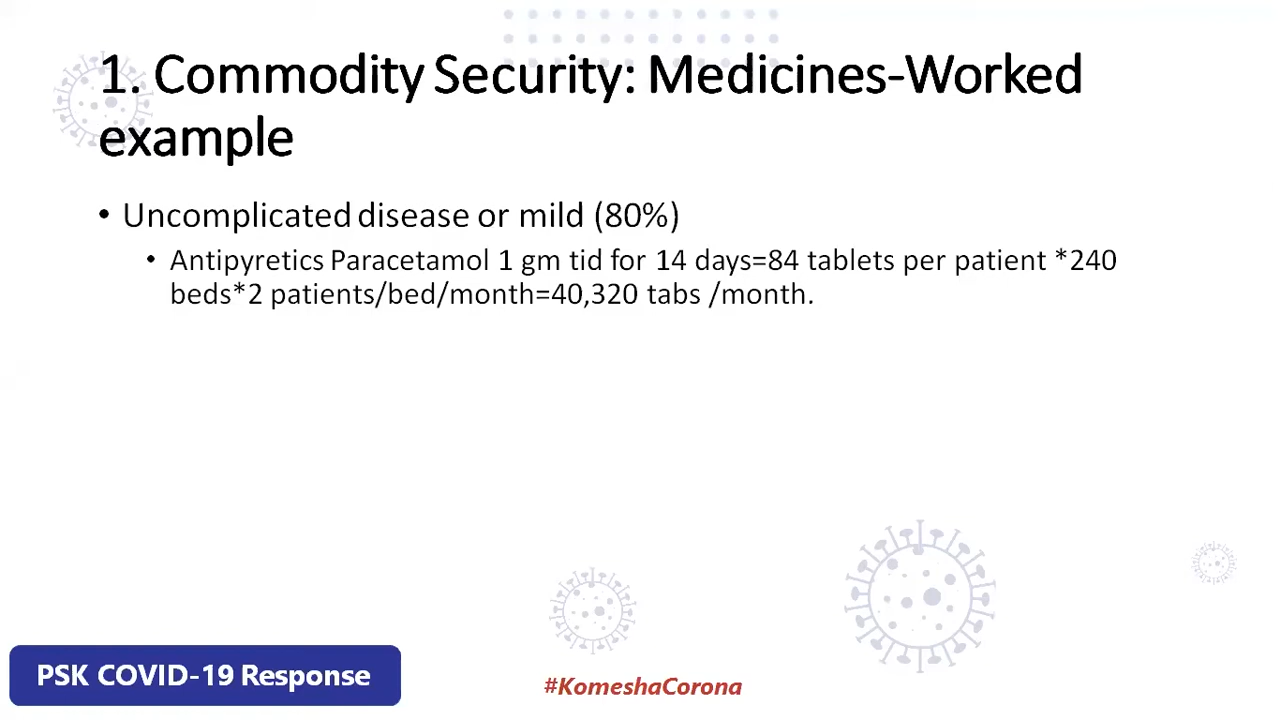 1. Commodity Security: Medicines-Worked
example
• Uncomplicated disease or mild (80%)
• Antipyretics Paracetamol 1 gm tid for 14 days=84 tablets per patient *240
beds*2 patients/bed/month=40,320 tabs /month.
PSK COVID-19 Response
#KomeshaCorona